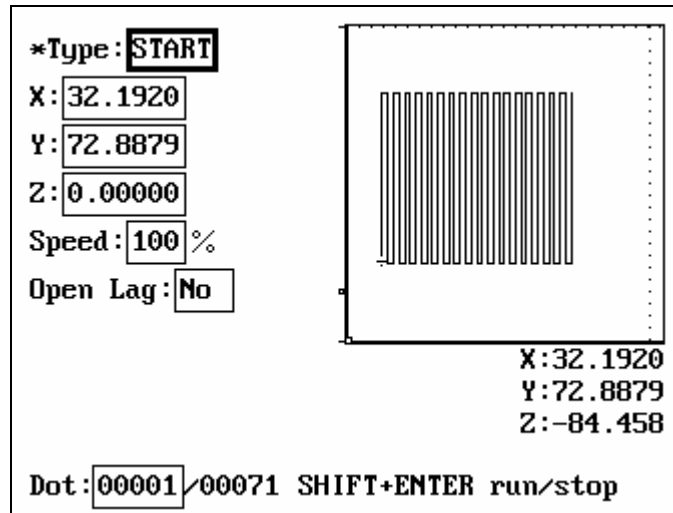 *Type:START
X:32.1920
Y:72.8879
Z:0.00000
Speed:100%
Open Lag:No
X:32.1920
Y:72.8879
Z:-84.458
Dot:00001/00071 SHIFT+ENTER run/stop